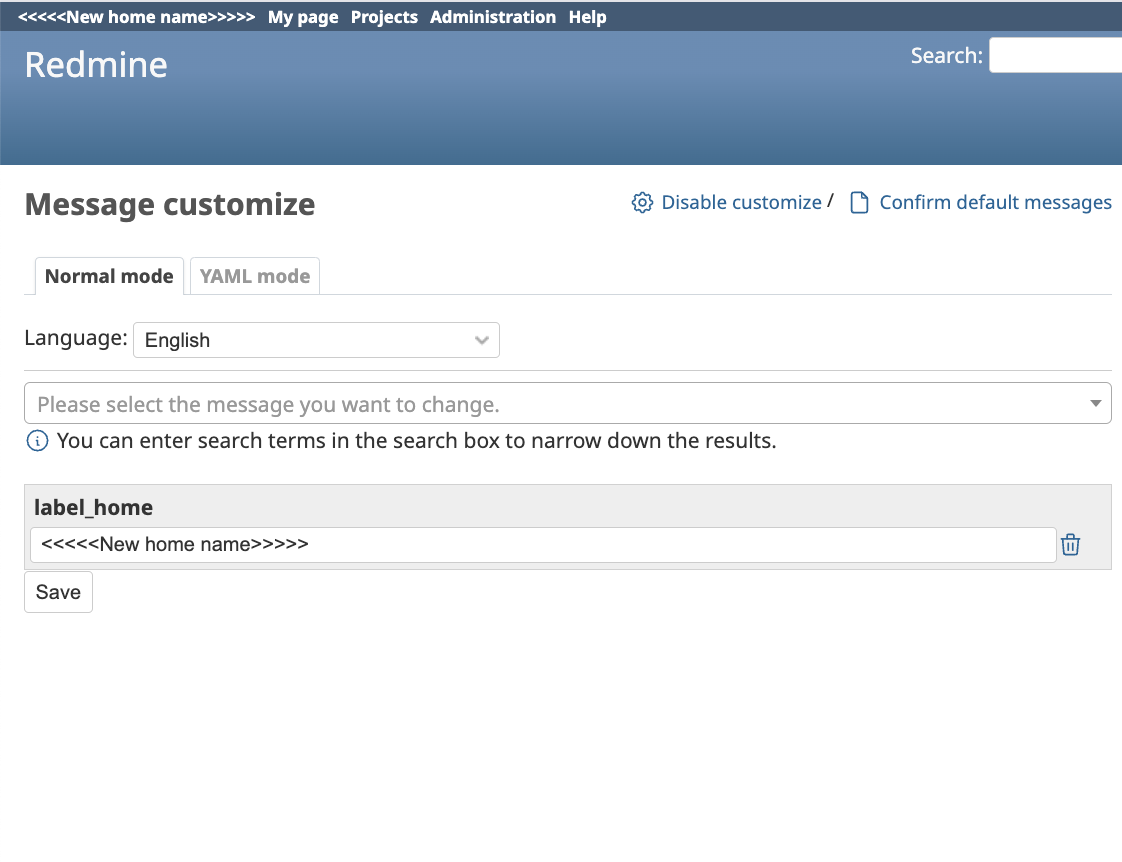 <<<<<New home name>>>>> My page Projects Administration Help
Redmine
Search:
Message customize
Disable customize / Confirm default messages
Normal mode YAML mode
Language: English
Please select the message you want to change.
You can enter search terms in the search box to narrow down the results.
label_home
<<<<<New home name>>>>>
Save